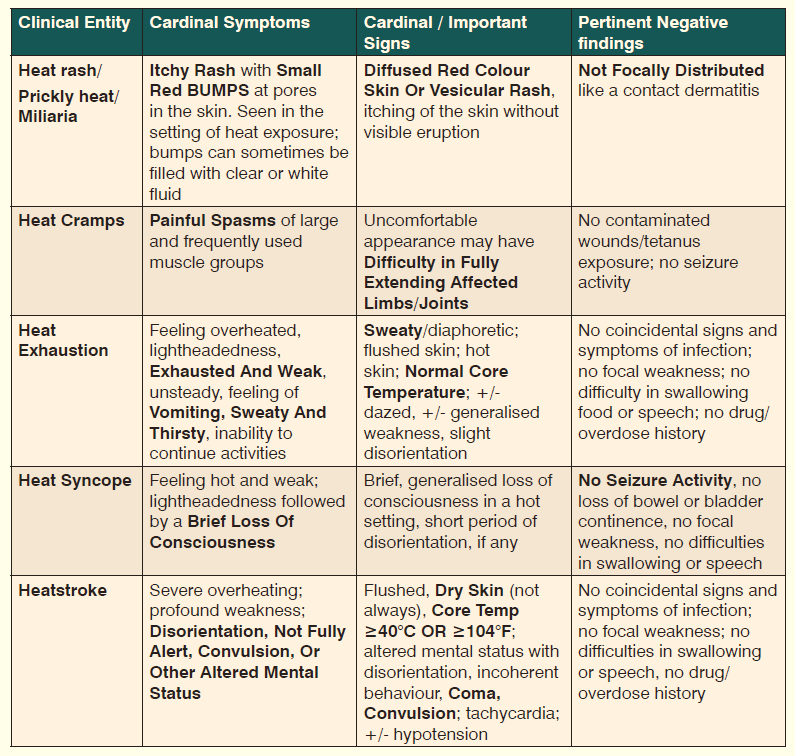 Clinical Entity
Cardinal Symptoms
Cardinal / Important
Signs
Pertinent Negative
findings
Heat rash/
Prickly heat/
Miliaria
Itchy Rash with Small
Red BUMPS at pores
in the skin. Seen in the
setting of heat exposure;
bumps can sometimes be
filled with clear or white
fluid
Diffused Red Colour
Skin Or Vesicular Rash,
itching of the skin without
visible eruption
Not Focally Distributed
like a contact dermatitis
Heat Cramps
Painful Spasms of large
and frequently used
muscle groups
Uncomfortable
appearance may have
Difficulty in Fully
Extending Affected
Limbs/Joints
No contaminated
wounds/tetanus
exposure; no seizure
activity
Heat
Exhaustion
Feeling overheated,
lightheadedness,
Exhausted And Weak,
unsteady, feeling of
Vomiting, Sweaty And
Thirsty, inability to
continue activities
Sweaty/diaphoretic;
flushed skin; hot
skin; Normal Core
Temperature; +/-
dazed, +/- generalised
weakness, slight
disorientation
No coincidental signs and
symptoms of infection;
no focal weakness; no
difficulty in swallowing
food or speech; no drug/
overdose history
Heat Syncope
Feeling hot and weak;
lightheadedness followed
by a Brief Loss Of
Consciousness
Brief, generalised loss of
consciousness in a hot
setting, short period of
disorientation, if any
No Seizure Activity, no
loss of bowel or bladder
continence, no focal
weakness, no difficulties
in swallowing or speech
Heatstroke
Severe overheating;
profound weakness;
Disorientation, Not Fully
Alert, Convulsion, Or
Other Altered Mental
Status
Flushed, Dry Skin (not
always), Core Temp
≥40°C OR ≥104°F;
altered mental status with
disorientation, incoherent
behaviour, Coma,
Convulsion; tachycardia;
+/- hypotension
No coincidental signs and
symptoms of infection;
no focal weakness; no
difficulties in swallowing
or speech, no drug/
overdose history